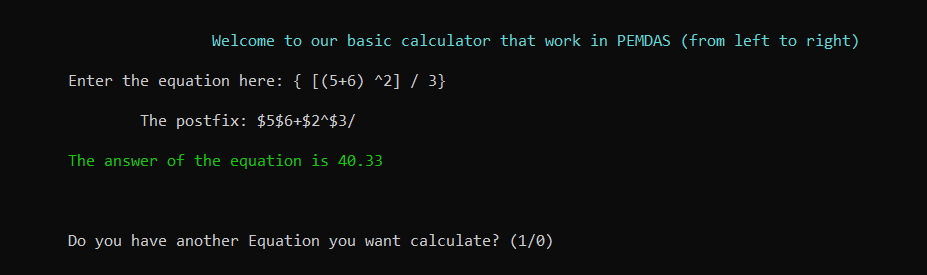 Welcome to our basic calculator that work in PEMDAS (from left to right)
Enter the equation here: { [(5+6) ^2] / 3}
The postfix: $5$6+$2^$3/
The answer of the equation is 40.33
Do you have another Equation you want calculate? (1/0)